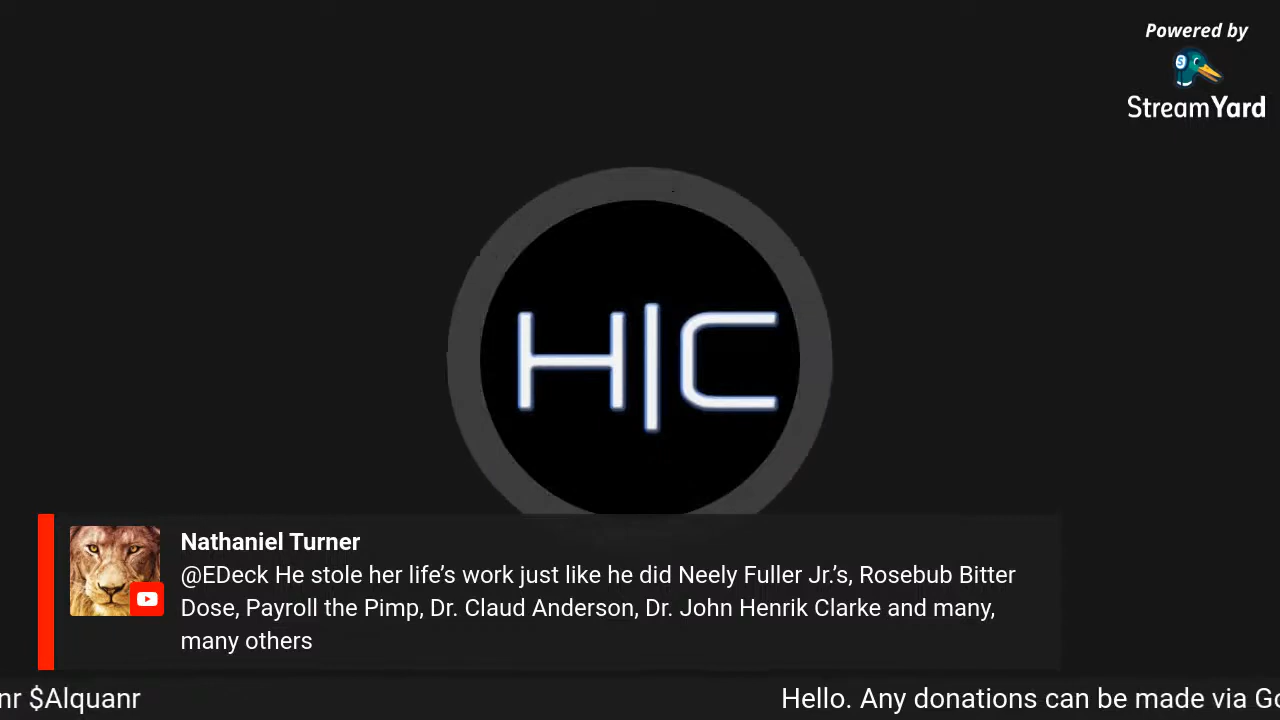 Powered by
StreamYard
H|C
Nathaniel Turner
@EDeck He stole her life’s work just like he did Neely Fuller Jr.’s, Rosebub Bitter
Dose, Payroll the Pimp, Dr. Claud Anderson, Dr. John Henrik Clarke and many,
many others
nr $Alquanr
Hello. Any donations can be made via Go